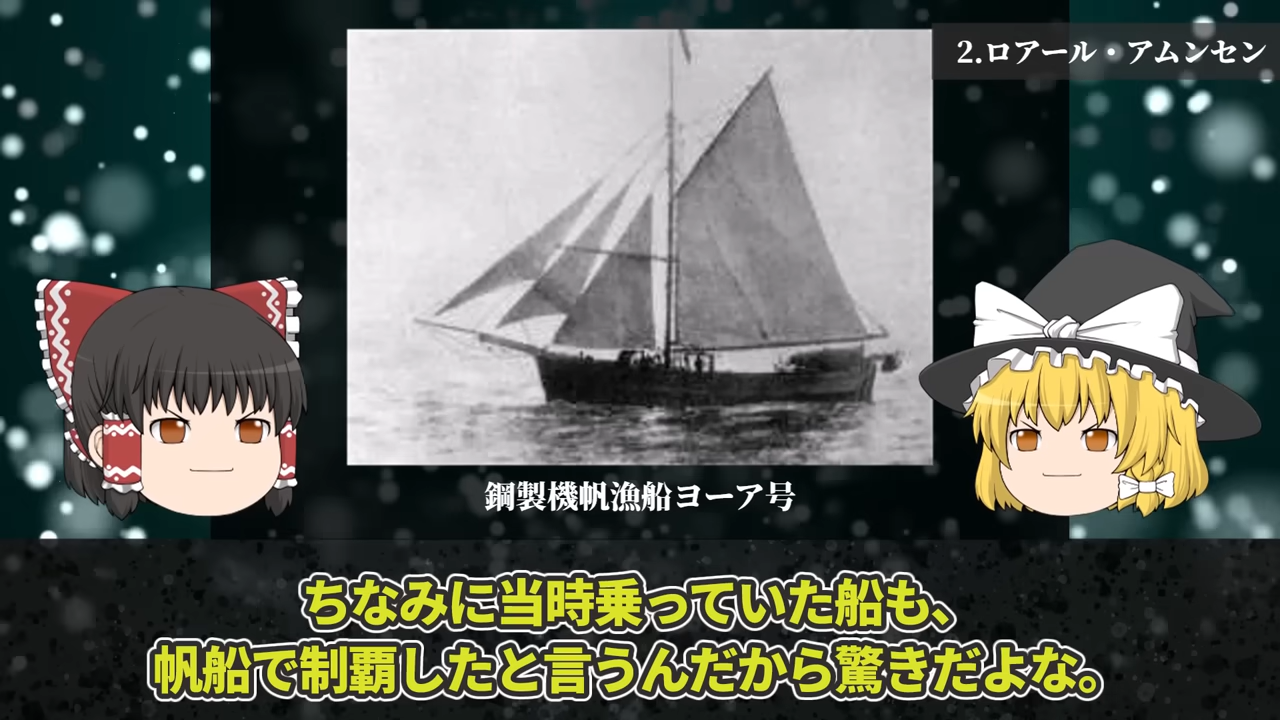 2.ロアール・アムンセン
鋼製機帆漁船ヨーア号
ちなみに当時乗っていた船も、
帆船で制覇したと言うんだから驚きだよな。